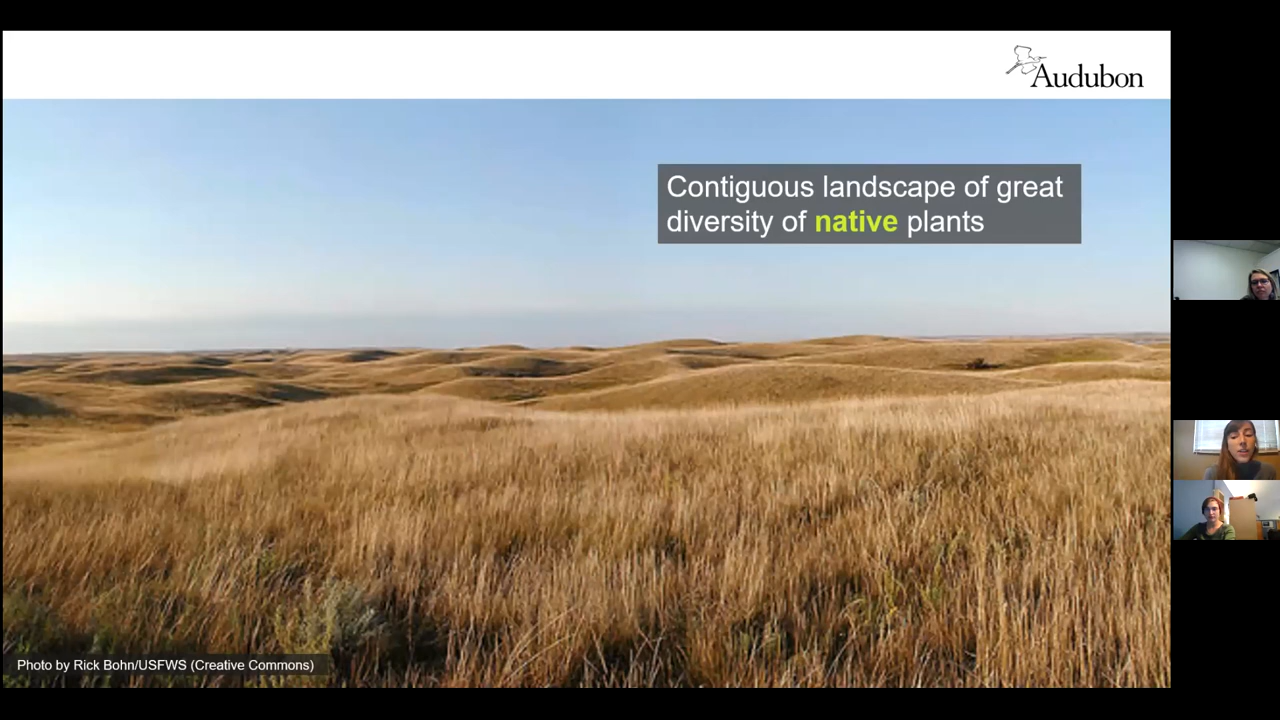 Audubon
Contiguous landscape of great
diversity of native plants
Photo by Rick Bohn/USFWS (Creative Commons)